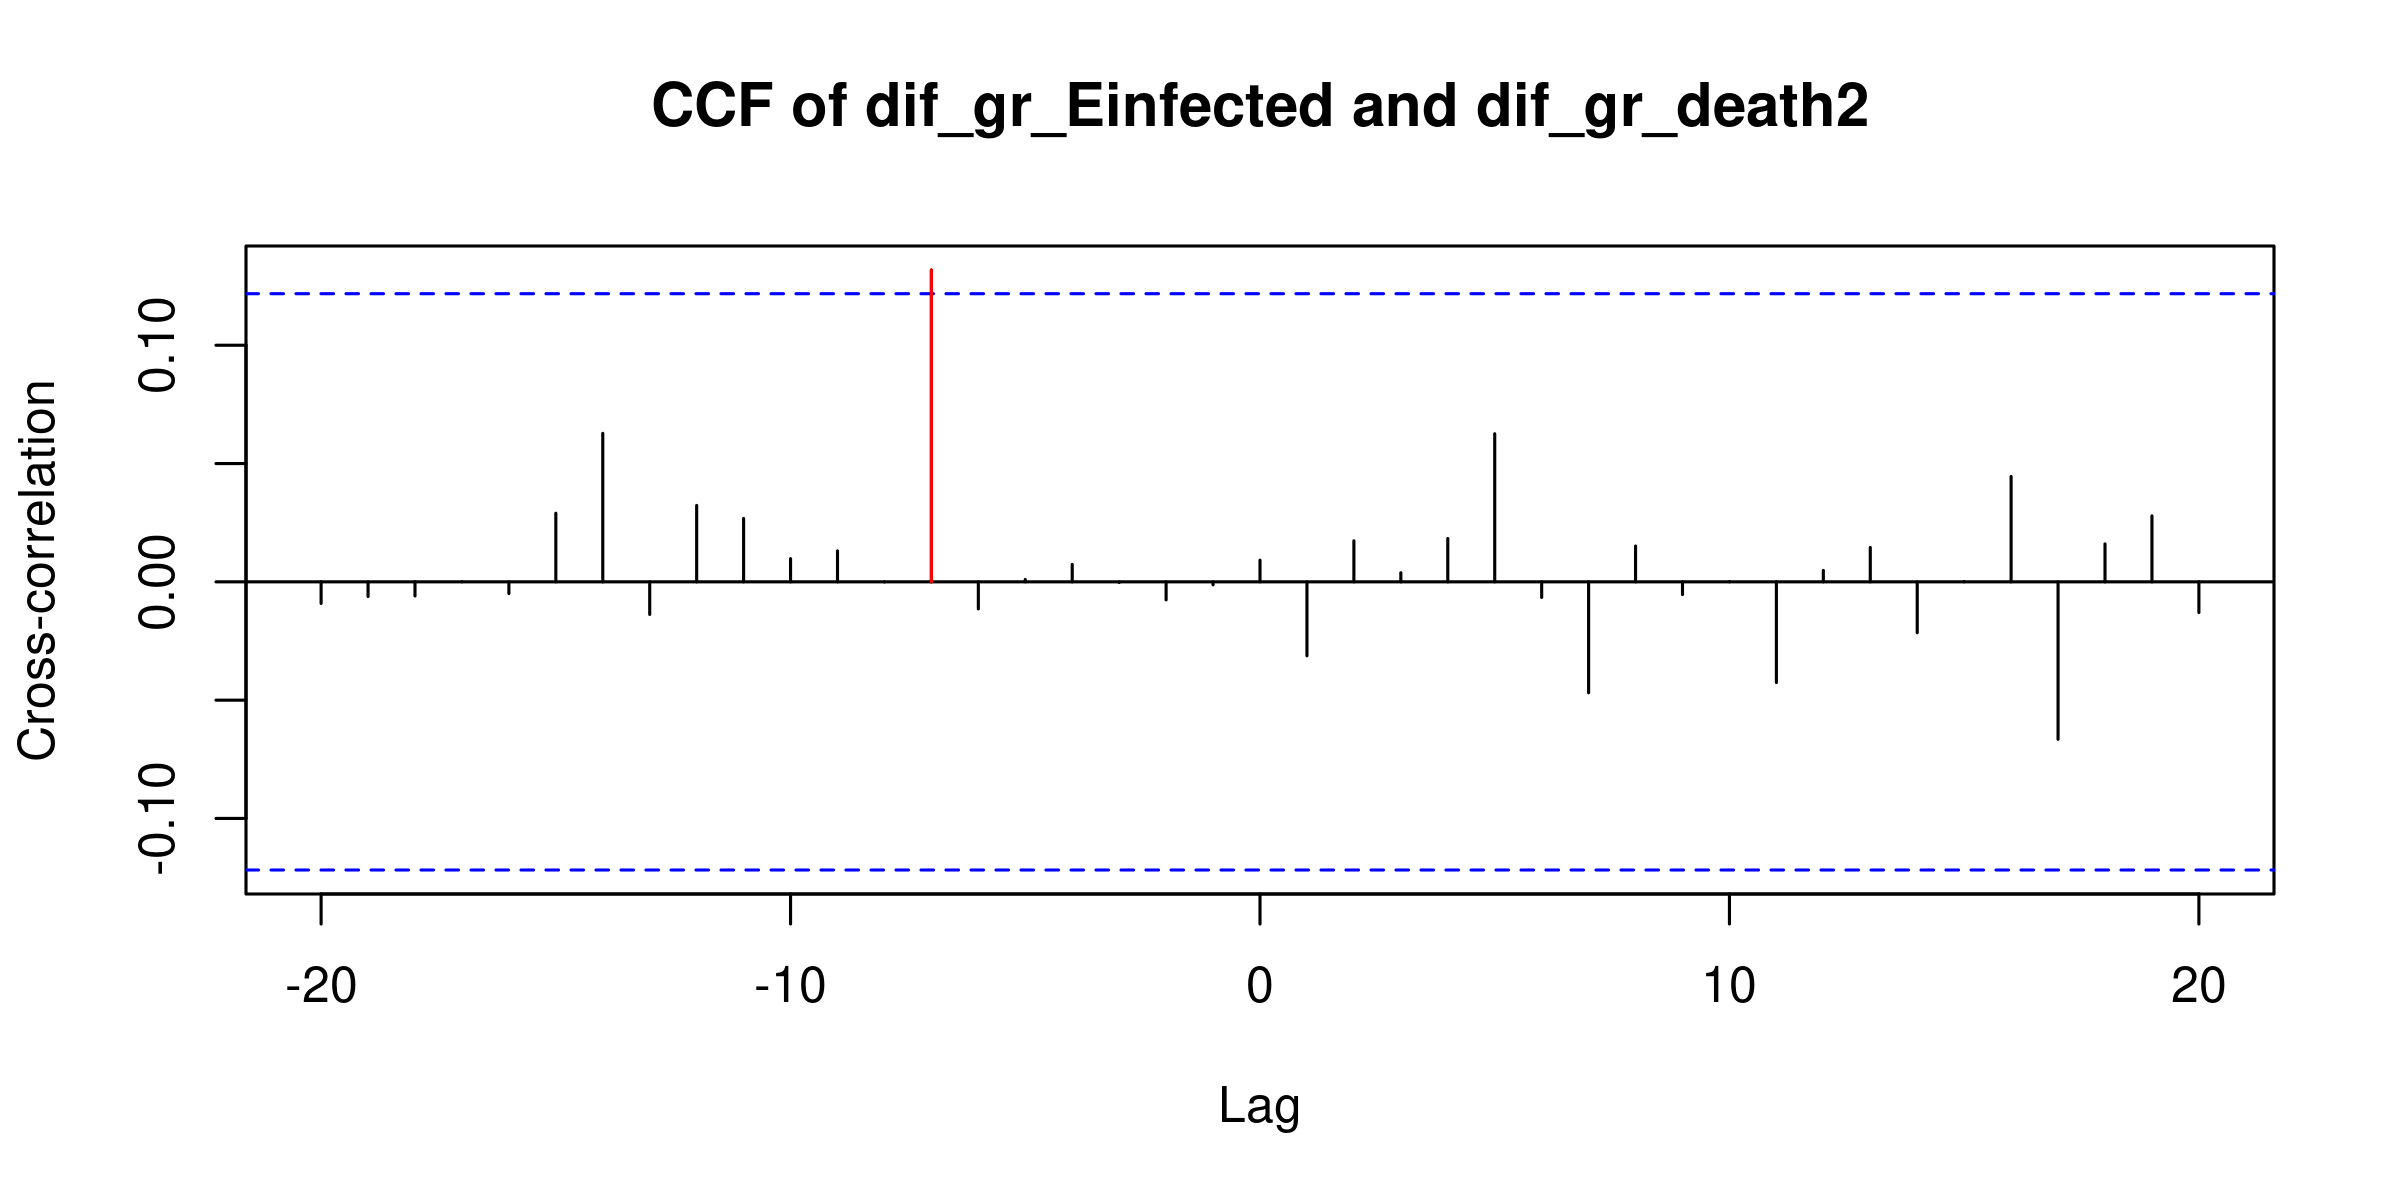 CCF of dif_gr_Einfected and dif_gr_death2
Cross-correlation
0.10
0.00
-0.10
-20 -10 0 10 20
Lag